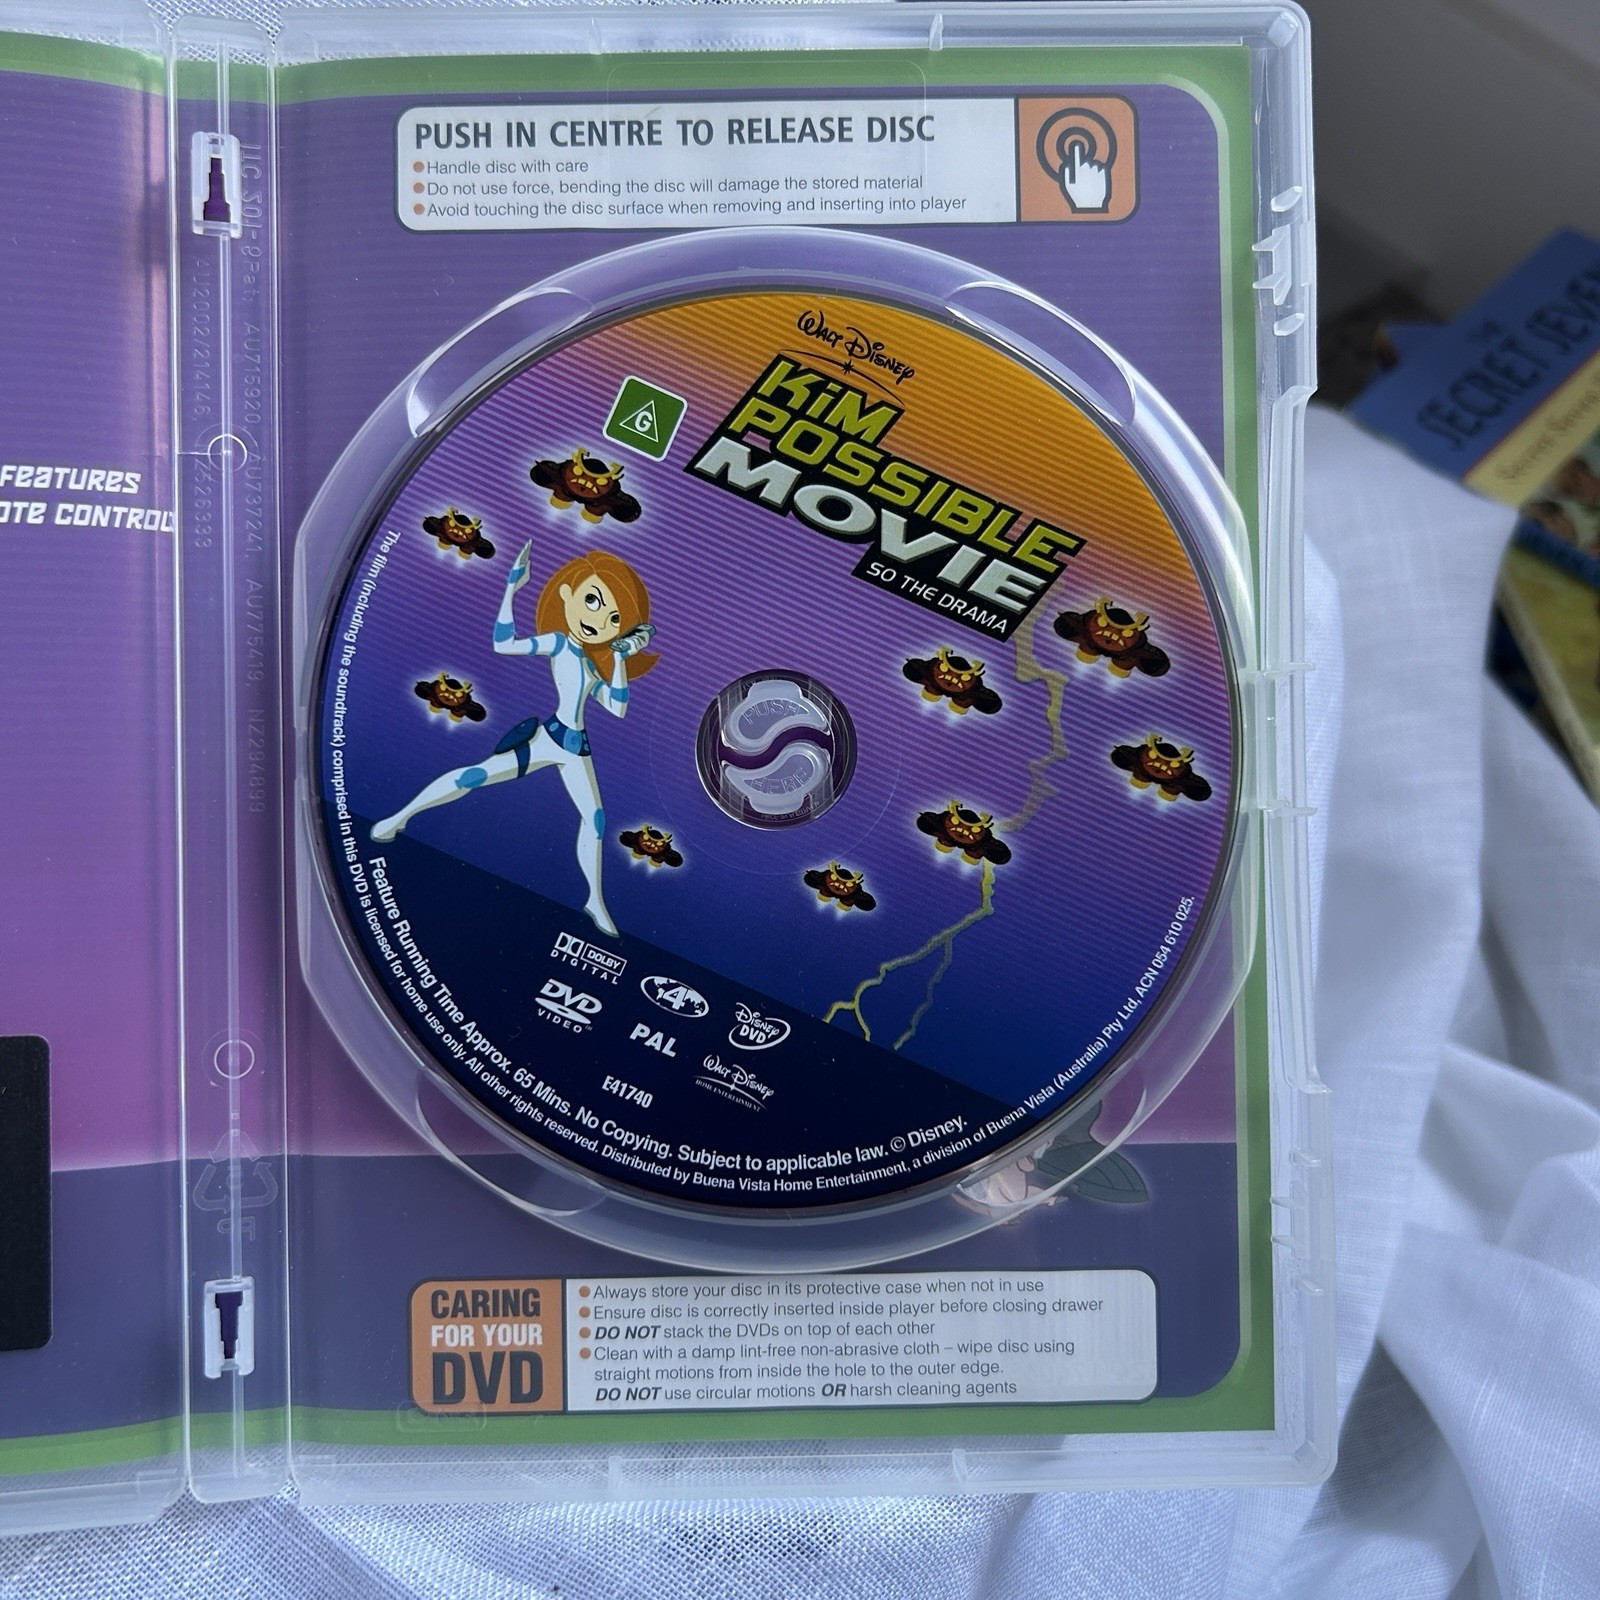 PUSH IN CENTRE TO RELEASE DISC
Handle disc with care
Do not use force, bending the disc will damage the stored material
Avoid touching the disc surface when removing and inserting into player
FEATURES
OTE CONTROL
AU715920, AU737241, AU775419, NZ284899
WALT DISNEY
KiM
POSSIBLE
MOVIE
SO THE DRAMA
G
PUSH
HERE
DOLBY
DIGITAL
DVD
VIDEO
4
PAL
DISNEY
DVD
WALT DISNEY
HOME ENTERTAINMENT
E41740
Feature Running Time Approx. 65 Mins. No Copying. Subject to applicable law. © Disney.
The film (including the soundtrack) comprised in this DVD is licensed for home use only. All other rights reserved. Distributed by Buena Vista Home Entertainment, a division of Buena Vista (Australia) Pty Ltd, ACN 054 610 025.
CARING
FOR YOUR
DVD
Always store your disc in its protective case when not in use
Ensure disc is correctly inserted inside player before closing drawer
DO NOT stack the DVDs on top of each other
Clean with a damp lint-free non-abrasive cloth – wipe disc using
straight motions from inside the hole to the outer edge.
DO NOT use circular motions OR harsh cleaning agents
SECRET SEVEN